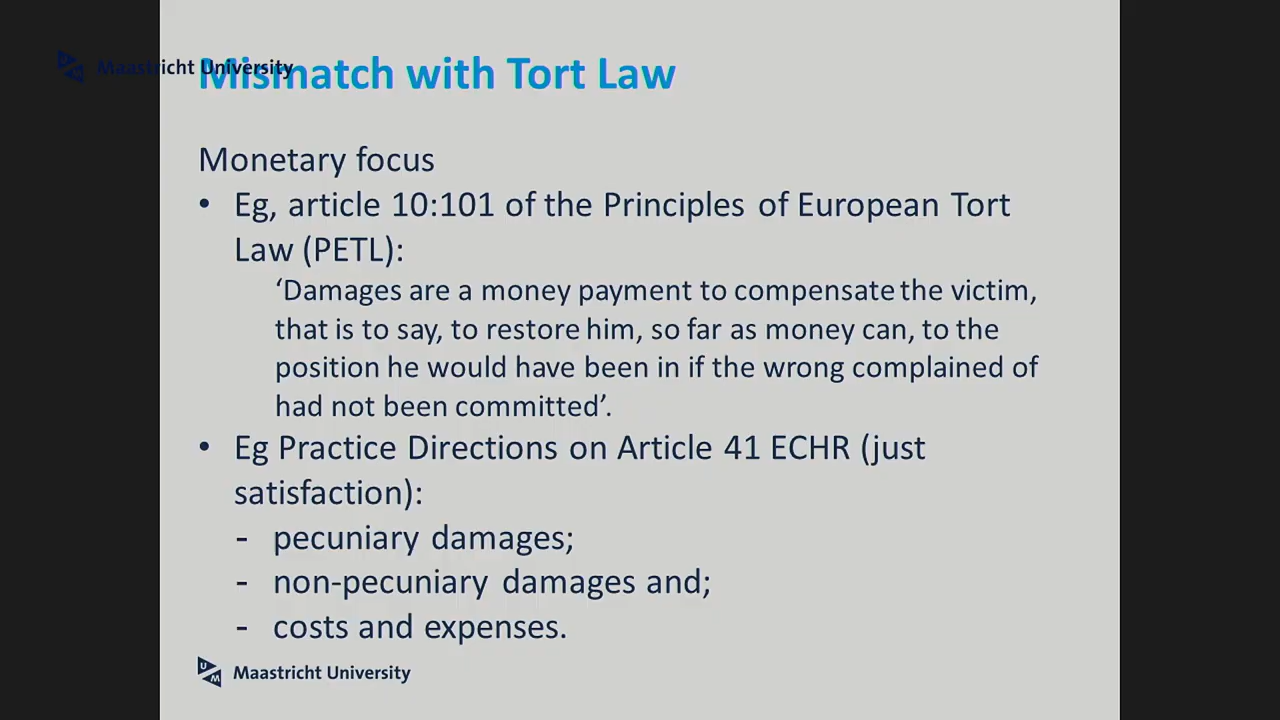 Maastricht University
Mismatch with Tort Law
Monetary focus
• Eg, article 10:101 of the Principles of European Tort
Law (PETL):
‘Damages are a money payment to compensate the victim,
that is to say, to restore him, so far as money can, to the
position he would have been in if the wrong complained of
had not been committed’.
• Eg Practice Directions on Article 41 ECHR (just
satisfaction):
- pecuniary damages;
- non-pecuniary damages and;
- costs and expenses.
UM Maastricht University